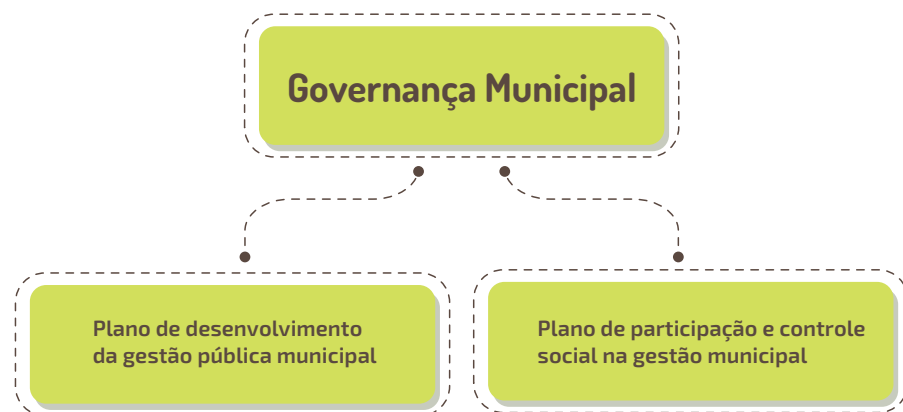 Governança Municipal
Plano de desenvolvimento
da gestão pública municipal
Plano de participação e controle
social na gestão municipal